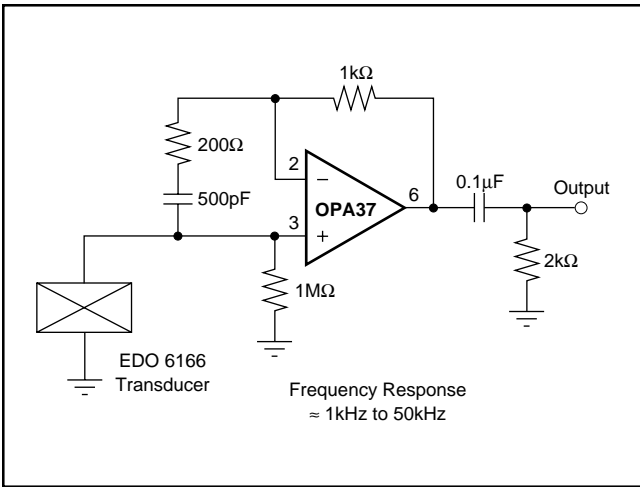 1kΩ
200Ω
500pF
2
−
3
+
OPA37
6
0.1µF
Output
2kΩ
1MΩ
EDO 6166
Transducer
Frequency Response
≈ 1kHz to 50kHz